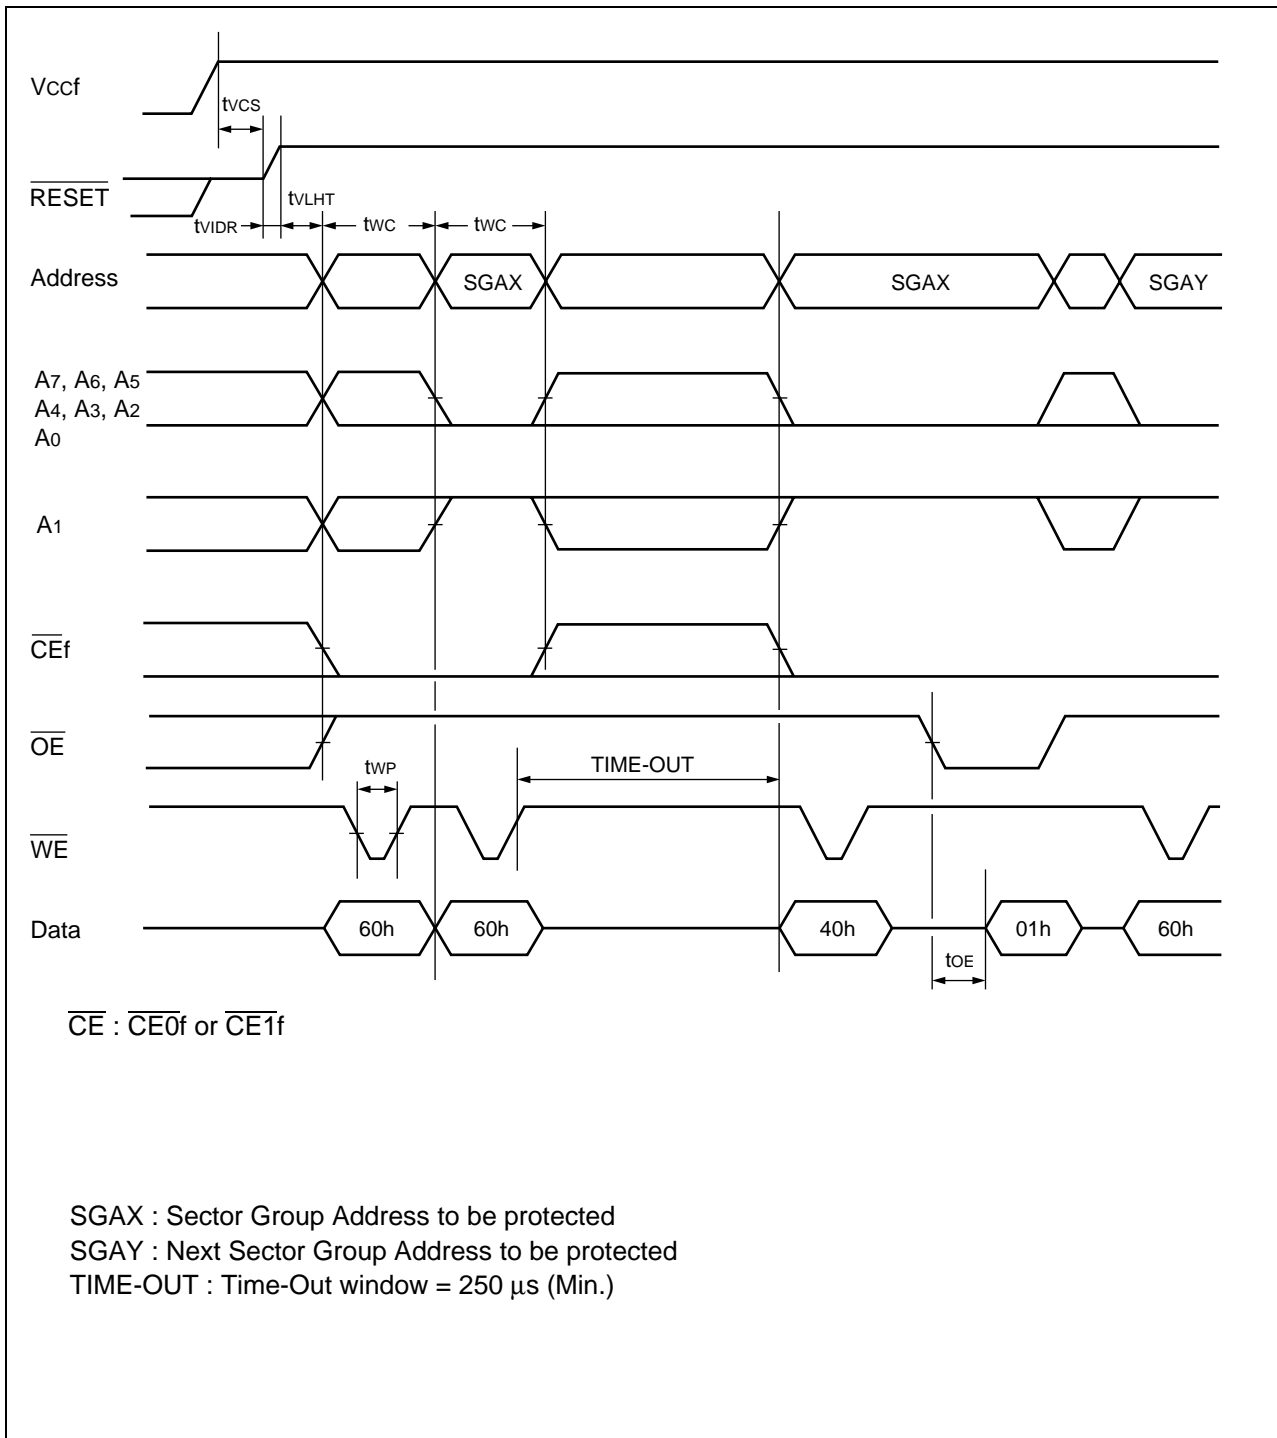 VCCf
tVCS
RESET
tVLHT
tVIDR
tWC
tWC
Address
SGAX
SGAX
SGAY
A7, A6, A5
A4, A3, A2
A0
A1
CEf
OE
tWP
TIME-OUT
WE
Data
60h
60h
40h
01h
60h
tOE
CE : CE0f or CE1f
SGAX : Sector Group Address to be protected
SGAY : Next Sector Group Address to be protected
TIME-OUT : Time-Out window = 250 μs (Min.)